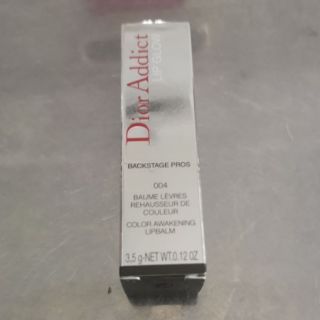 Dior Addict
LIP GLOW
BACKSTAGE PROS
004
BAUME LÈVRES
REHAUSSEUR DE
COULEUR
COLOR AWAKENING
LIPBALM
3,5 g-NET WT.0.12 OZ